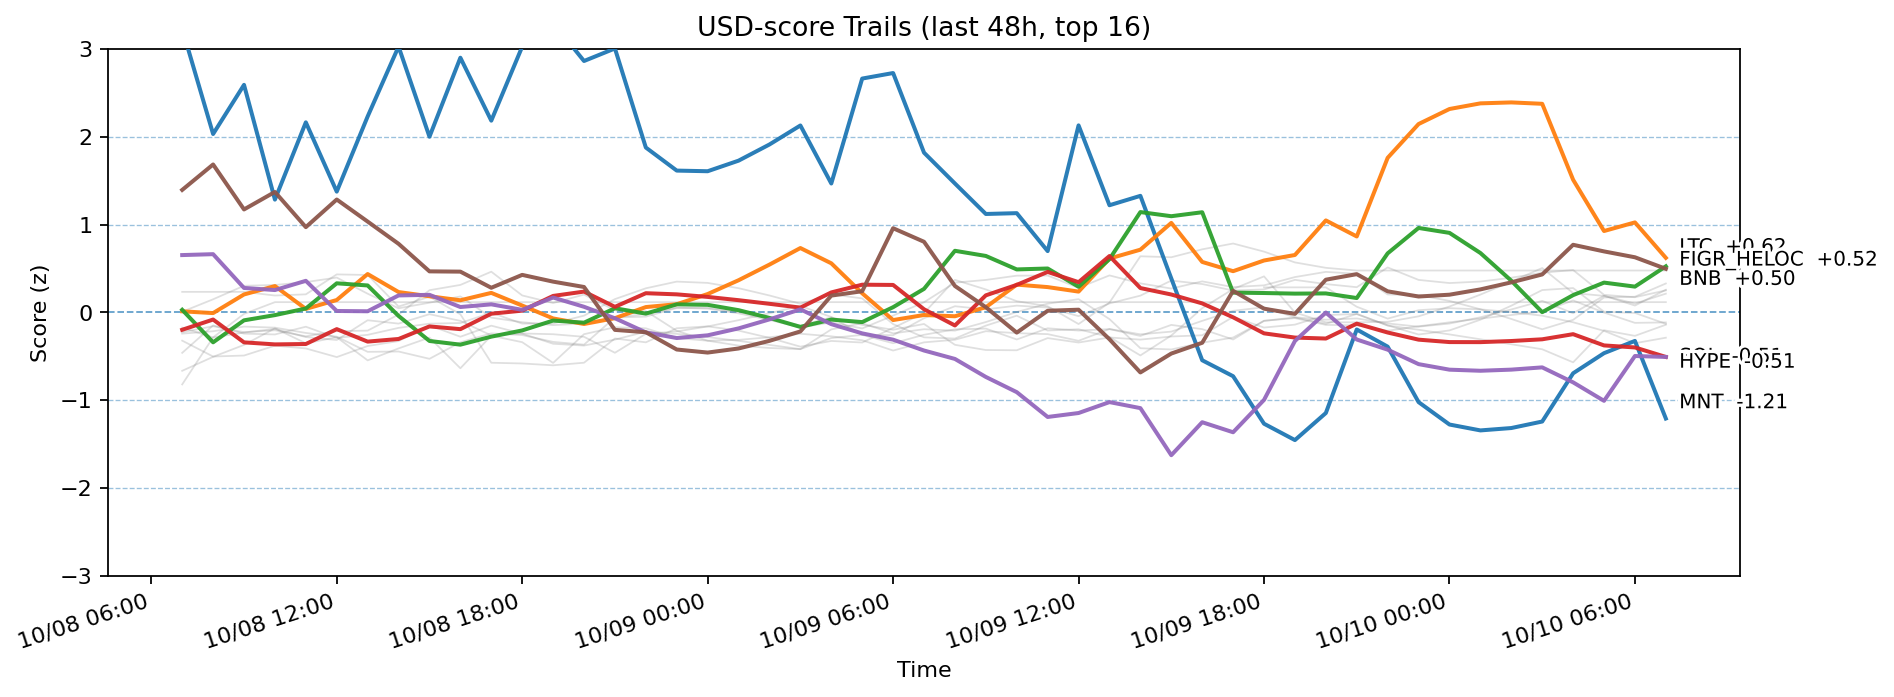 USD-score Trails (last 48h, top 16)
Score (z)
3
2
1
0
−1
−2
−3
LTC +0.62
FIGR_HELOC +0.52
BNB +0.50
HYPE -0.51
MNT -1.21
10/08 06:00
10/08 12:00
10/08 18:00
10/09 00:00
10/09 06:00
10/09 12:00
10/09 18:00
10/10 00:00
10/10 06:00
Time